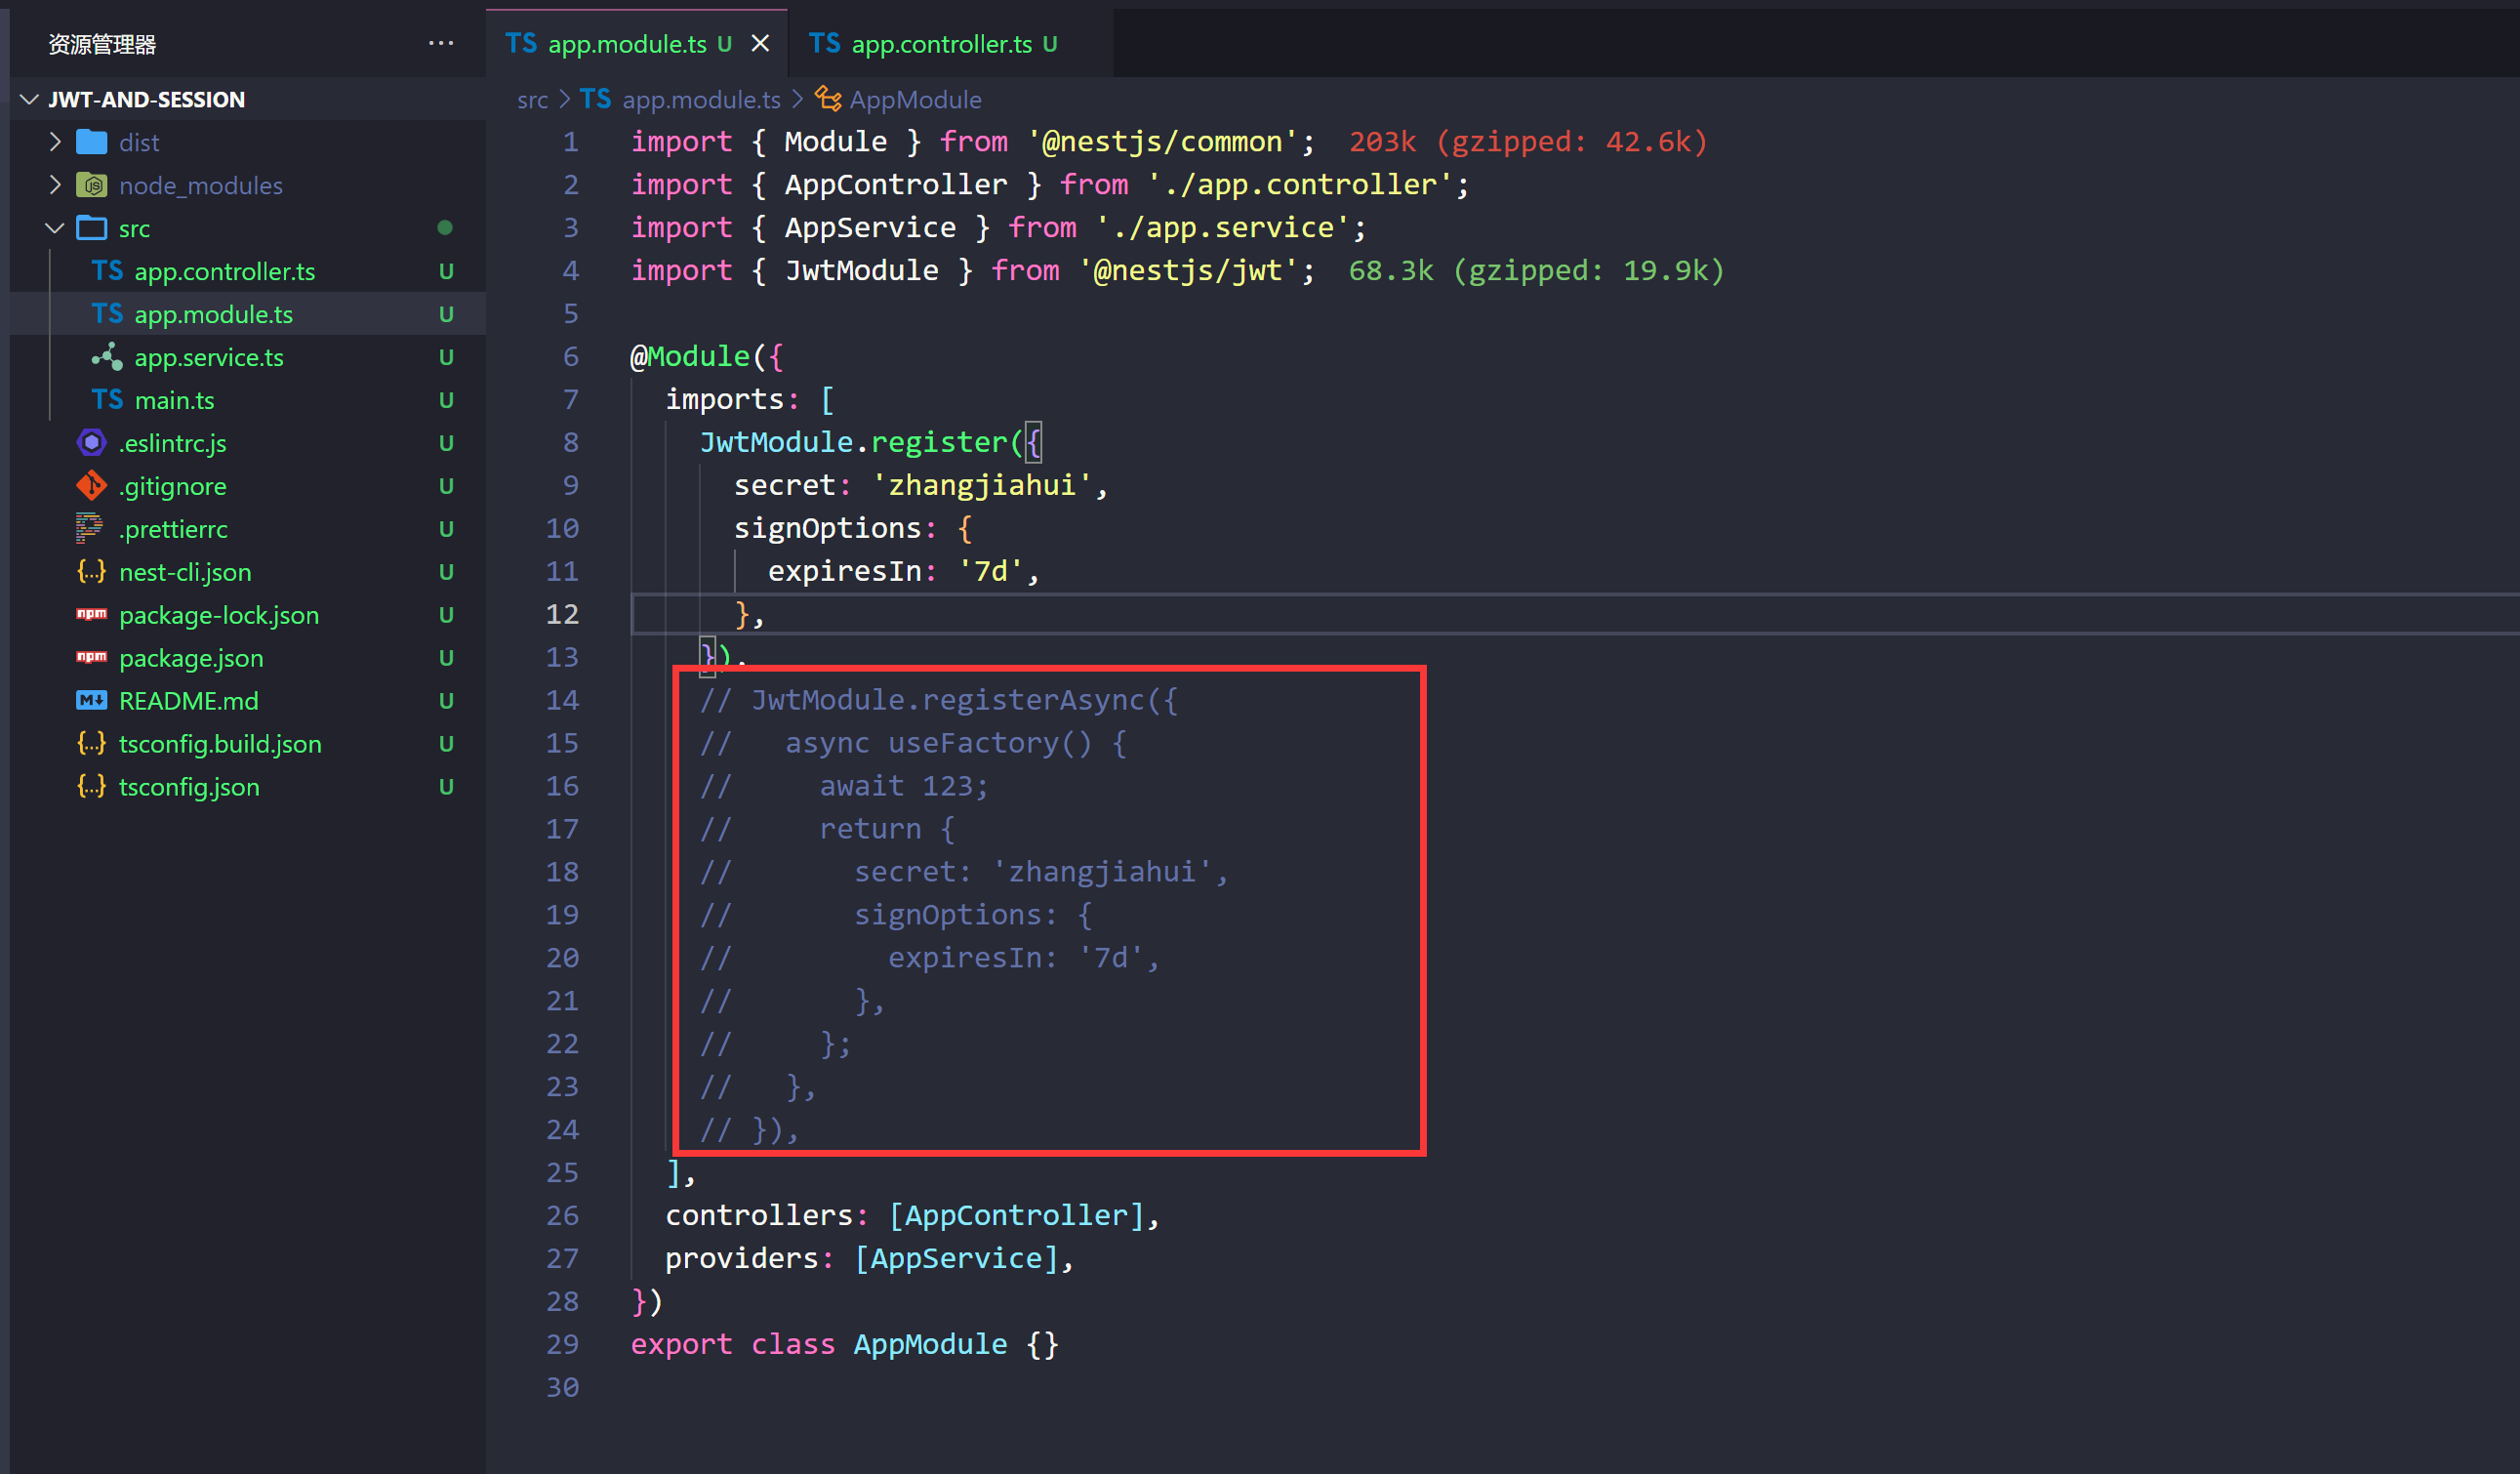 资源管理器 ···
JWT-AND-SESSION
dist
node_modules
src
TS app.controller.ts U
TS app.module.ts U
app.service.ts U
TS main.ts U
.eslintrc.js U
.gitignore U
.prettierrc U
{...} nest-cli.json U
npm package-lock.json U
npm package.json U
M README.md U
{...} tsconfig.build.json U
{...} tsconfig.json U
TS app.module.ts U × TS app.controller.ts U
src > TS app.module.ts > AppModule
1 import { Module } from '@nestjs/common'; 203k (gzipped: 42.6k)
2 import { AppController } from './app.controller';
3 import { AppService } from './app.service';
4 import { JwtModule } from '@nestjs/jwt'; 68.3k (gzipped: 19.9k)
5
6 @Module({
7 imports: [
8 JwtModule.register({
9 secret: 'zhangjiahui',
10 signOptions: {
11 expiresIn: '7d',
12 },
13 }),
14 // JwtModule.registerAsync({
15 // async useFactory() {
16 // await 123;
17 // return {
18 // secret: 'zhangjiahui',
19 // signOptions: {
20 // expiresIn: '7d',
21 // },
22 // };
23 // },
24 // }),
25 ],
26 controllers: [AppController],
27 providers: [AppService],
28 })
29 export class AppModule {}
30